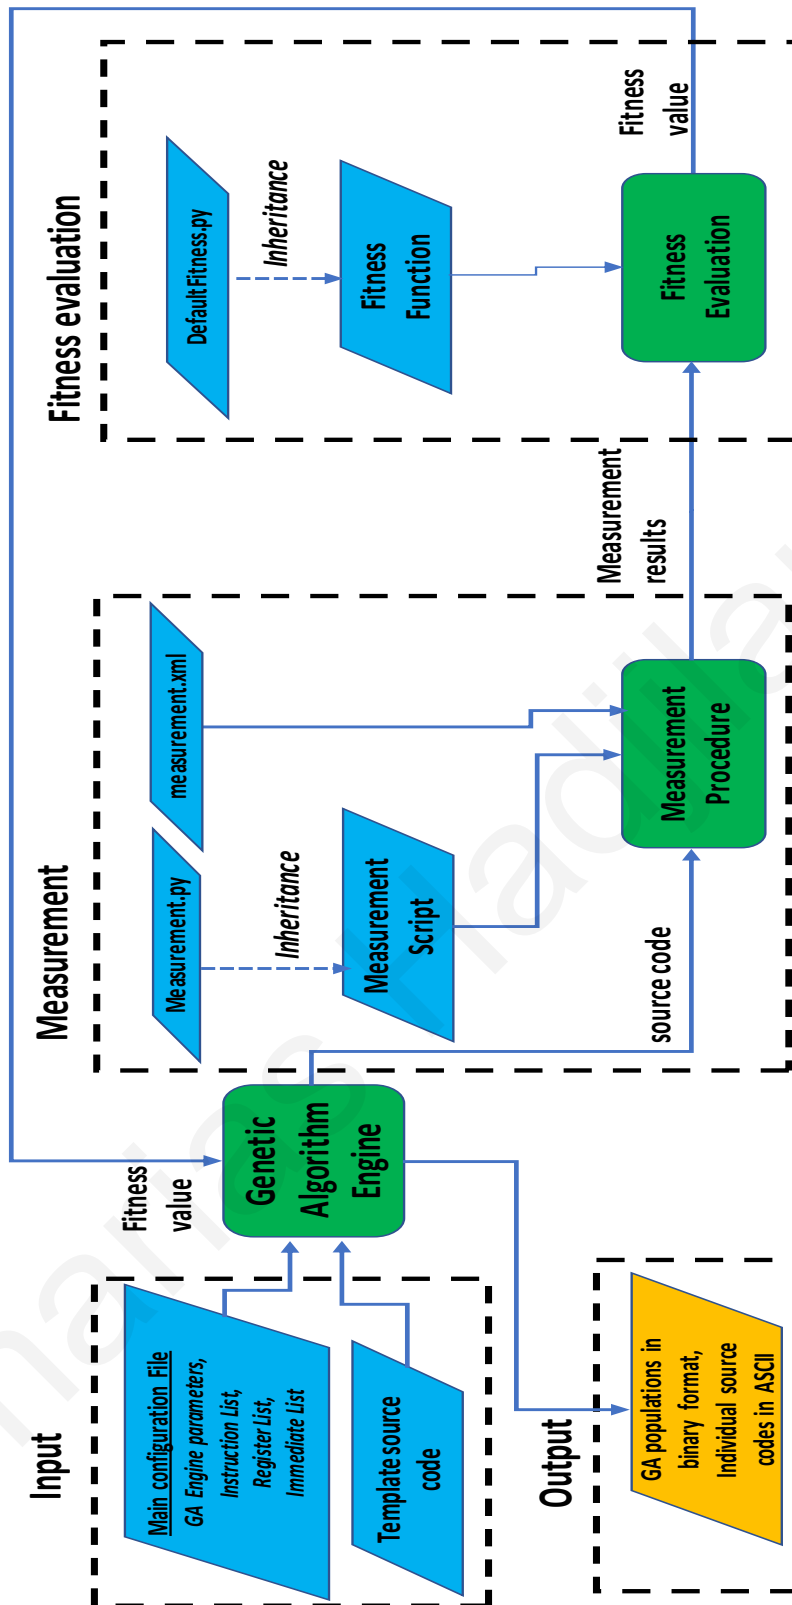 Input
Main configuration File
GA Engine parameters,
Instruction List,
Register List,
Immediate List
Template source
code
Fitness
value
Genetic
Algorithm
Engine
Output
GA populations in
binary format,
Individual source
codes in ASCII
Measurement
Measurement.py
measurement.xml
Inheritance
Measurement
Script
source code
Measurement
Procedure
Measurement
results
Fitness evaluation
DefaultFitness.py
Inheritance
Fitness
Function
Fitness
Evaluation
Fitness
value